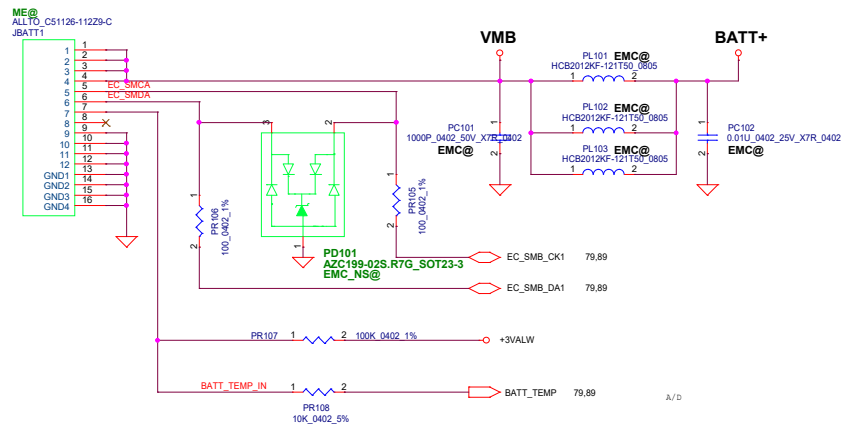 ME@
ALLTO_C51126-112Z9-C
JBATT1
1
2
3
4
5
6
7
8
9
10
11
12
GND1
GND2
GND3
GND4
1
2
3
4
5
6
7
8
9
10
11
12
13
14
15
16
EC_SMCA
EC_SMDA
VMB
BATT+
PL101 EMC@
HCB2012KF-121T50_0805
1 2
PL102 EMC@
HCB2012KF-121T50_0805
1 2
PL103 EMC@
HCB2012KF-121T50_0805
1 2
1
PC101
1000P_0402_50V_X7R_0402
EMC@
2
1
PC102
0.01U_0402_25V_X7R_0402
EMC@
2
3 2
1
PD101
AZC199-02S.R7G_SOT23-3
EMC_NS@
1
PR106
100_0402_1%
2
1
PR105
100_0402_1%
2
EC_SMB_CK1 79,89
EC_SMB_DA1 79,89
PR107 1 2 100K_0402_1%
+3VALW
BATT_TEMP_IN 1 2
PR108
10K_0402_5%
BATT_TEMP 79,89
A/D